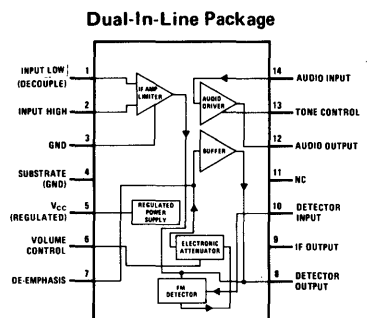 Dual-In-Line Package
INPUT LOW
(DECOUPLE)
1
INPUT HIGH
2
GND
3
SUBSTRATE
(GND)
4
VCC
(REGULATED)
5
VOLUME
CONTROL
6
DE-EMPHASIS
7
IF AMP
LIMITER
AUDIO
DRIVER
BUFFER
REGULATED
POWER
SUPPLY
ELECTRONIC
ATTENUATOR
FM
DETECTOR
14
AUDIO INPUT
13
TONE CONTROL
12
AUDIO OUTPUT
11
NC
10
DETECTOR
INPUT
9
IF OUTPUT
8
DETECTOR
OUTPUT